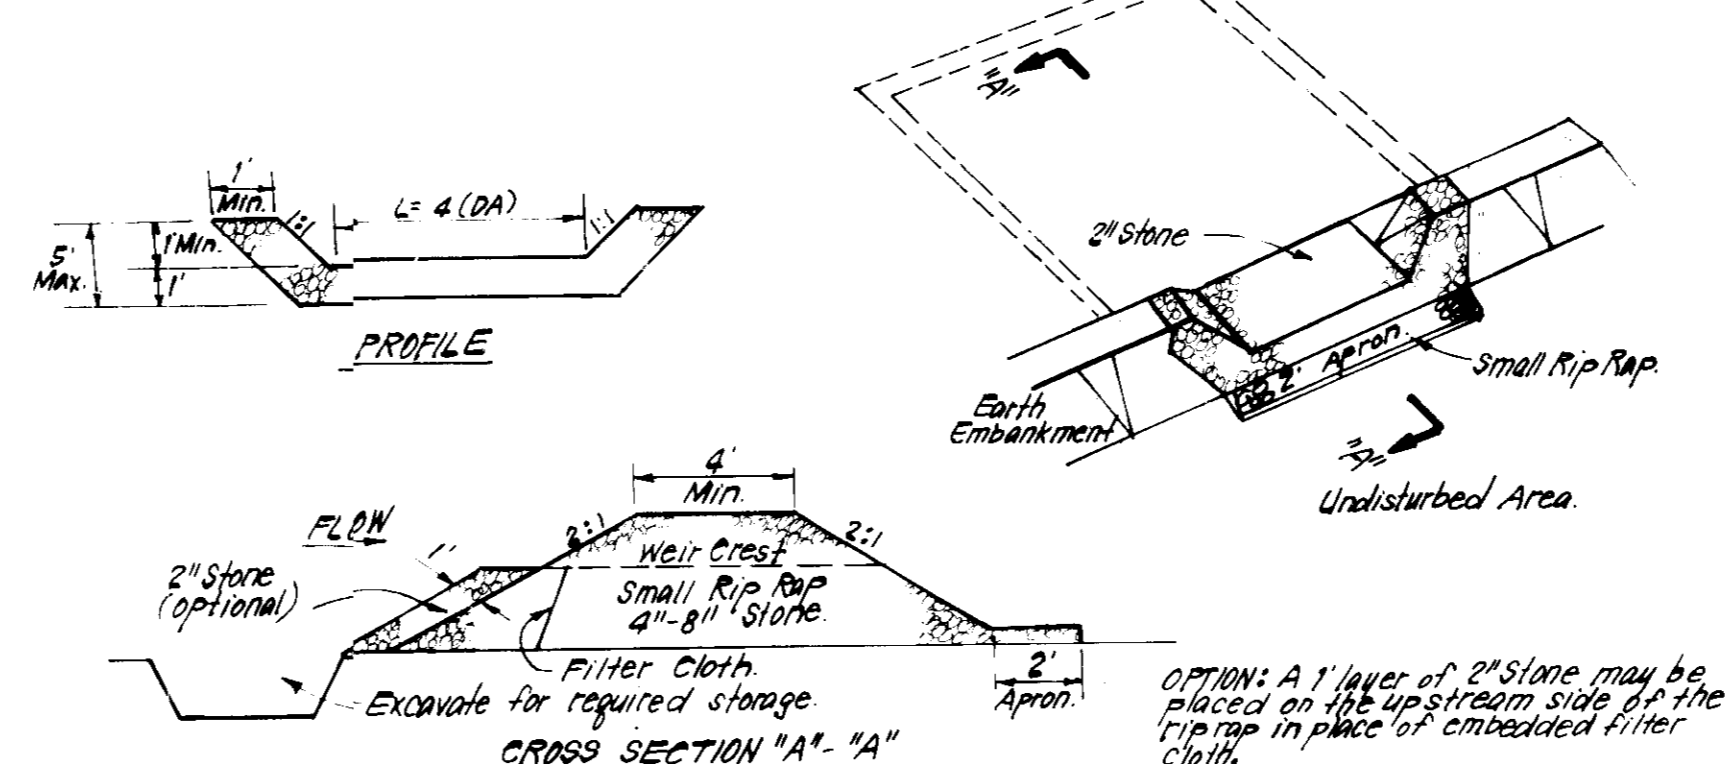 1'
Min.
1:1
L= 4 (DA)
1:1
5'
Max.
1' Min.
1'
PROFILE
"A"
2" Stone
2' Apron.
Small Rip Rap.
Earth
Embankment
"A"
Undisturbed Area.
4'
Min.
FLOW
1'
2:1
2:1
Weir Crest
2" Stone
(optional)
Small Rip Rap
4"-8" Stone.
Filter Cloth.
Excavate for required storage.
2'
Apron.
CROSS SECTION "A"- "A"
OPTION: A 1' layer of 2" Stone may be
placed on the upstream side of the
riprap in place of embedded filter
cloth.